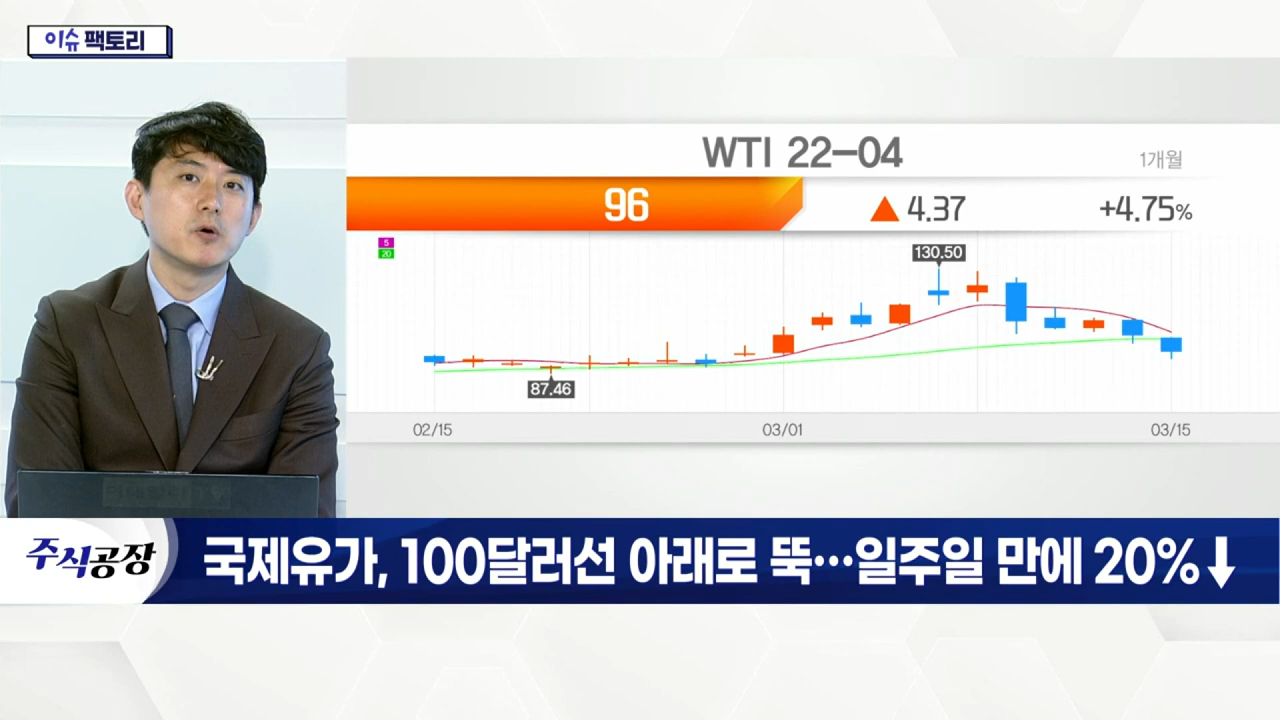 이슈 팩토리
WTI 22-04
1개월
96
▲ 4.37
+4.75%
5
20
130.50
87.46
02/15
03/01
03/15
주식공장
국제유가, 100달러선 아래로 뚝…일주일 만에 20%↓